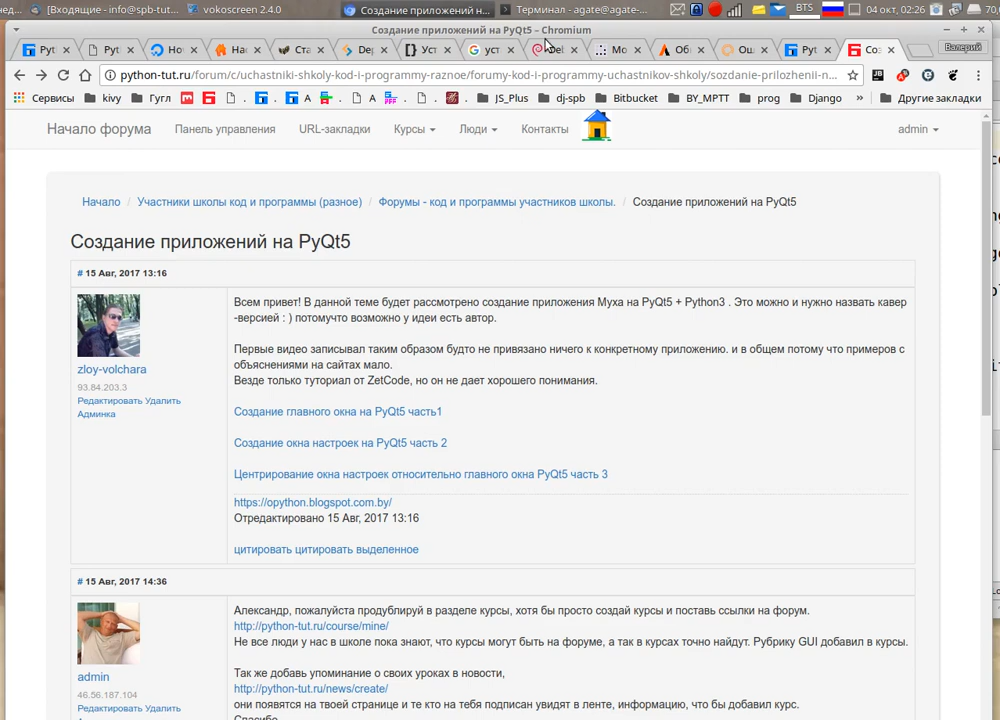 [Входящие - info@spb-tut...
vokoscreen 2.4.0
Создание приложений н...
Терминал - agate@agate-...
BTS
04 окт, 02:26
Создание приложений на PyQt5 - Chromium
Валерий
python-tut.ru/forum/c/uchastniki-shkoly-kod-i-programmy-raznoe/forumy-kod-i-programmy-uchastnikov-shkoly/sozdanie-prilozhenii-n...
Сервисы
kivy
Гугл
JS_Plus
dj-spb
Bitbucket
BY_MPTT
prog
Django
»
Другие закладки
Начало форума
Панель управления
URL-закладки
Курсы
Люди
Контакты
admin
Начало / Участники школы код и программы (разное) / Форумы - код и программы участников школы. / Создание приложений на PyQt5
Создание приложений на PyQt5
# 15 Авг, 2017 13:16
zloy-volchara
93.84.203.3
Редактировать Удалить
Админка
Всем привет! В данной теме будет рассмотрено создание приложения Муха на PyQt5 + Python3 . Это можно и нужно назвать кавер
-версией : ) потомучто возможно у идеи есть автор.
Первые видео записывал таким образом будто не привязано ничего к конкретному приложению. и в общем потому что примеров с
объяснениями на сайтах мало.
Везде только туториал от ZetCode, но он не дает хорошего понимания.
Создание главного окна на PyQt5 часть1
Создание окна настроек на PyQt5 часть 2
Центрирование окна настроек относительно главного окна PyQt5 часть 3
https://opython.blogspot.com.by/
Отредактировано 15 Авг, 2017 13:16
цитировать цитировать выделенное
# 15 Авг, 2017 14:36
admin
46.56.187.104
Редактировать Удалить
Александр, пожалуйста продублируй в разделе курсы, хотя бы просто создай курсы и поставь ссылки на форум.
http://python-tut.ru/course/mine/
Не все люди у нас в школе пока знают, что курсы могут быть на форуме, а так в курсах точно найдут. Рубрику GUI добавил в курсы.
Так же добавь упоминание о своих уроках в новости,
http://python-tut.ru/news/create/
они появятся на твоей странице и те кто на тебя подписан увидят в ленте, информацию, что бы добавил курс.
Спасибо